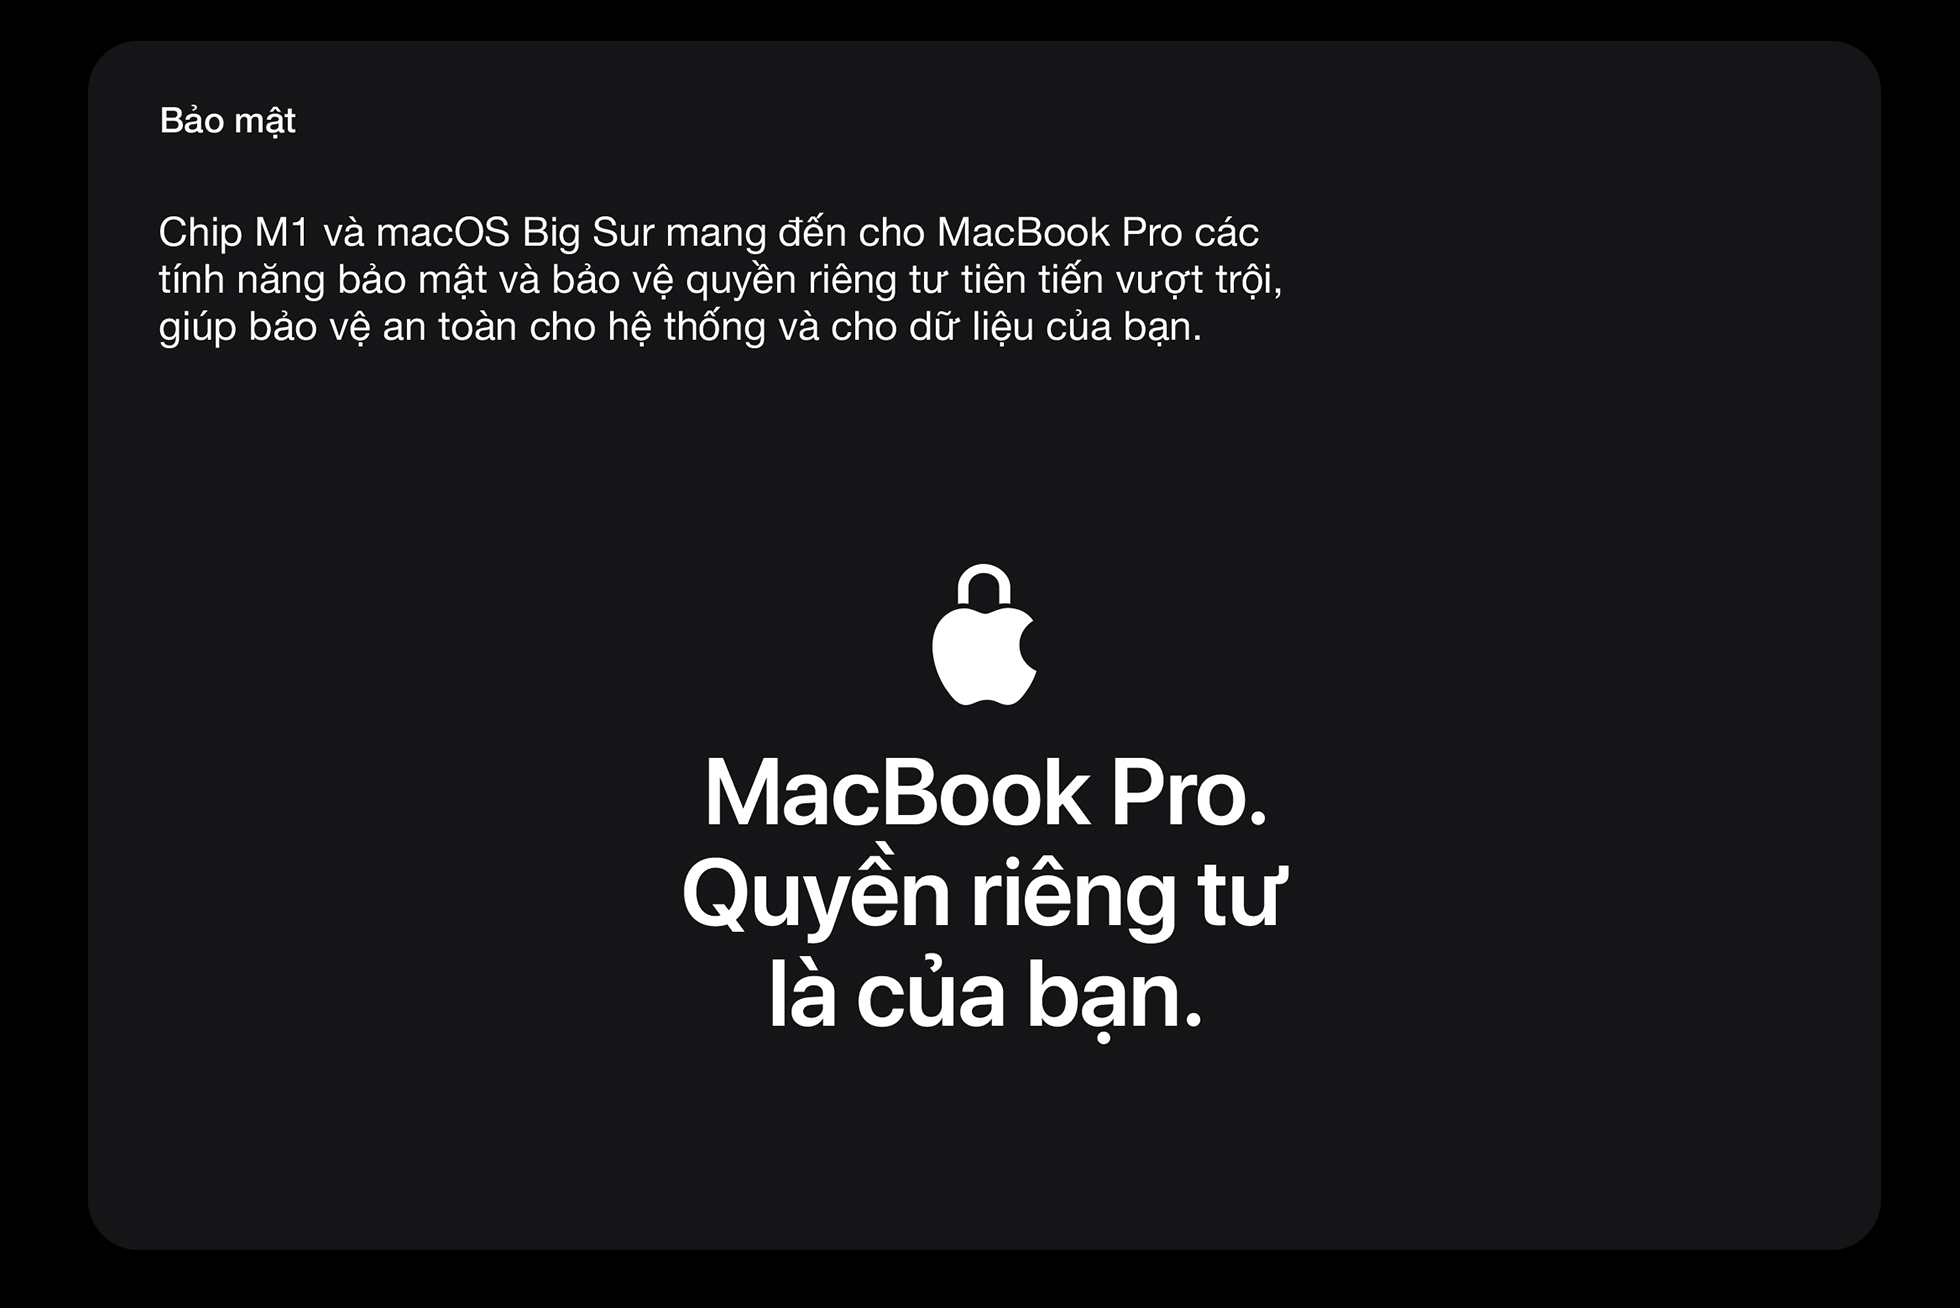 Bảo mật
Chip M1 và macOS Big Sur mang đến cho MacBook Pro các
tính năng bảo mật và bảo vệ quyền riêng tư tiên tiến vượt trội,
giúp bảo vệ an toàn cho hệ thống và cho dữ liệu của bạn.
MacBook Pro.
Quyền riêng tư
là của bạn.